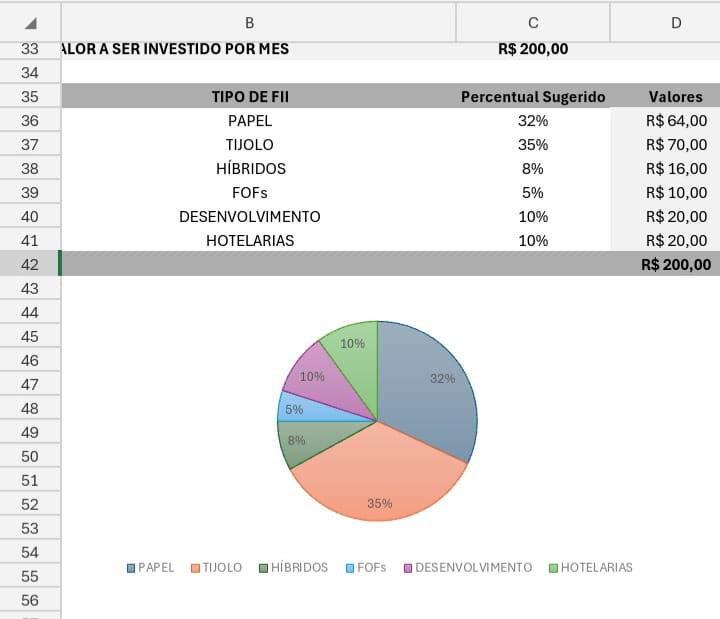 B C D
33 ALOR A SER INVESTIDO POR MES R$ 200,00
34
35 TIPO DE FII Percentual Sugerido Valores
36 PAPEL 32% R$ 64,00
37 TIJOLO 35% R$ 70,00
38 HÍBRIDOS 8% R$ 16,00
39 FOFs 5% R$ 10,00
40 DESENVOLVIMENTO 10% R$ 20,00
41 HOTELARIAS 10% R$ 20,00
42 R$ 200,00
43
44
45 10%
46
47 10% 32%
48 5%
49 8%
50
51
52 35%
53
54
55 PAPEL TIJOLO HÍBRIDOS FOFs DESENVOLVIMENTO HOTELARIAS
56